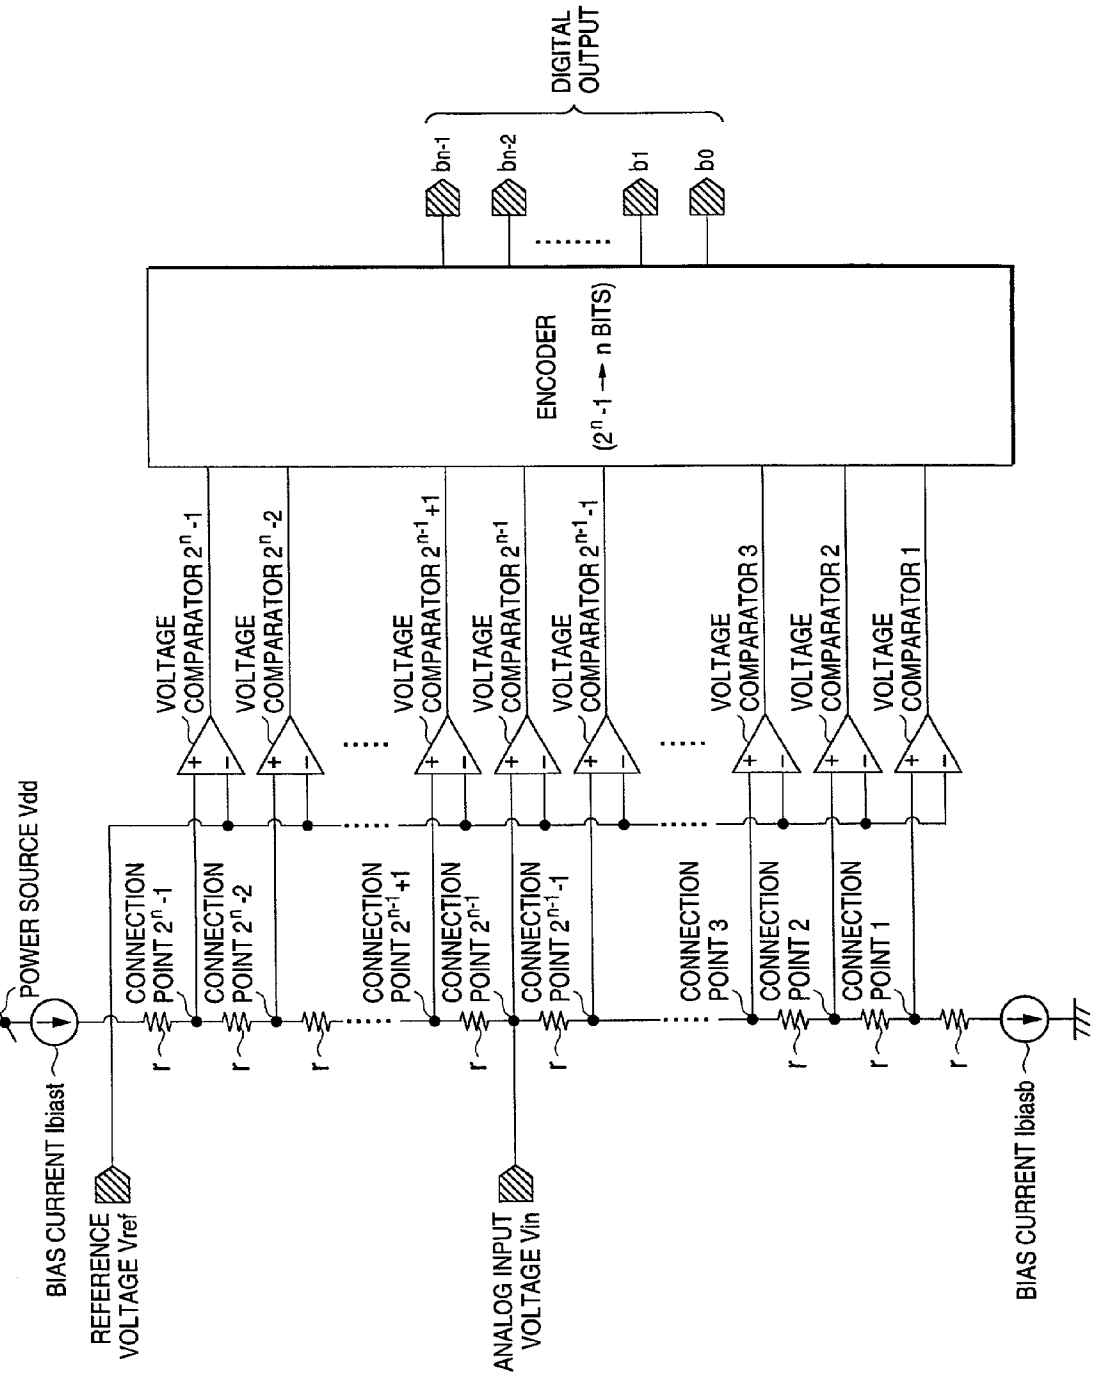 POWER SOURCE Vdd
BIAS CURRENT Ibiast
REFERENCE
VOLTAGE Vref
ANALOG INPUT
VOLTAGE Vin
BIAS CURRENT Ibiasb
r
r
r
r
r
r
r
r
CONNECTION
POINT 2ⁿ-1
CONNECTION
POINT 2ⁿ-2
CONNECTION
POINT 2ⁿ⁻¹+1
CONNECTION
POINT 2ⁿ⁻¹
CONNECTION
POINT 2ⁿ⁻¹-1
CONNECTION
POINT 3
CONNECTION
POINT 2
CONNECTION
POINT 1
+ −
+ −
+ −
+ −
+ −
+ −
+ −
+ −
VOLTAGE
COMPARATOR 2ⁿ-1
VOLTAGE
COMPARATOR 2ⁿ-2
VOLTAGE
COMPARATOR 2ⁿ⁻¹+1
VOLTAGE
COMPARATOR 2ⁿ⁻¹
VOLTAGE
COMPARATOR 2ⁿ⁻¹-1
VOLTAGE
COMPARATOR 3
VOLTAGE
COMPARATOR 2
VOLTAGE
COMPARATOR 1
ENCODER
(2ⁿ-1 → n BITS)
bn-1
bn-2
b1
b0
DIGITAL
OUTPUT